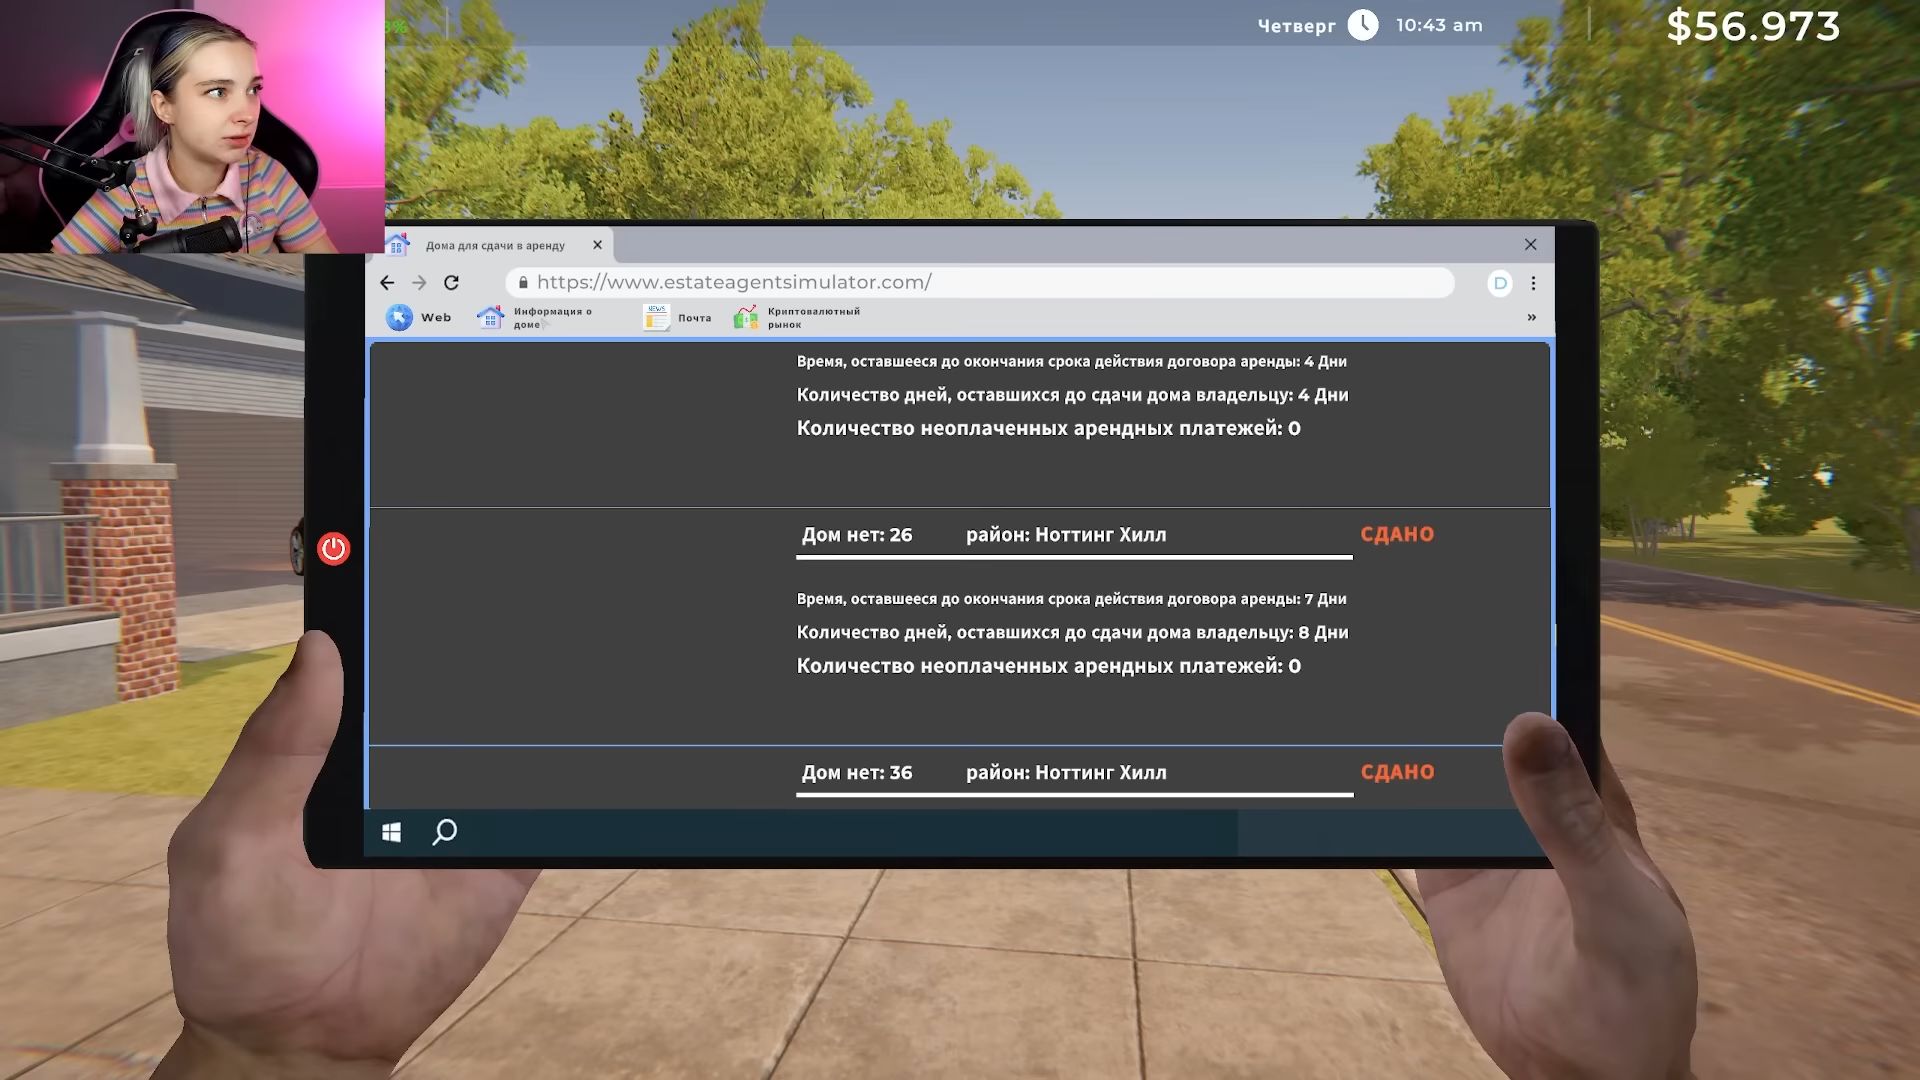 3%
Четверг 10:43 am $56.973
Дома для сдачи в аренду
https://www.estateagentsimulator.com/
D
Web
Информация о
доме
NEWS
Почта
Криптовалютный
рынок
Время, оставшееся до окончания срока действия договора аренды: 4 Дни
Количество дней, оставшихся до сдачи дома владельцу: 4 Дни
Количество неоплаченных арендных платежей: 0
Дом нет: 26 район: Ноттинг Хилл СДАНО
Время, оставшееся до окончания срока действия договора аренды: 7 Дни
Количество дней, оставшихся до сдачи дома владельцу: 8 Дни
Количество неоплаченных арендных платежей: 0
Дом нет: 36 район: Ноттинг Хилл СДАНО